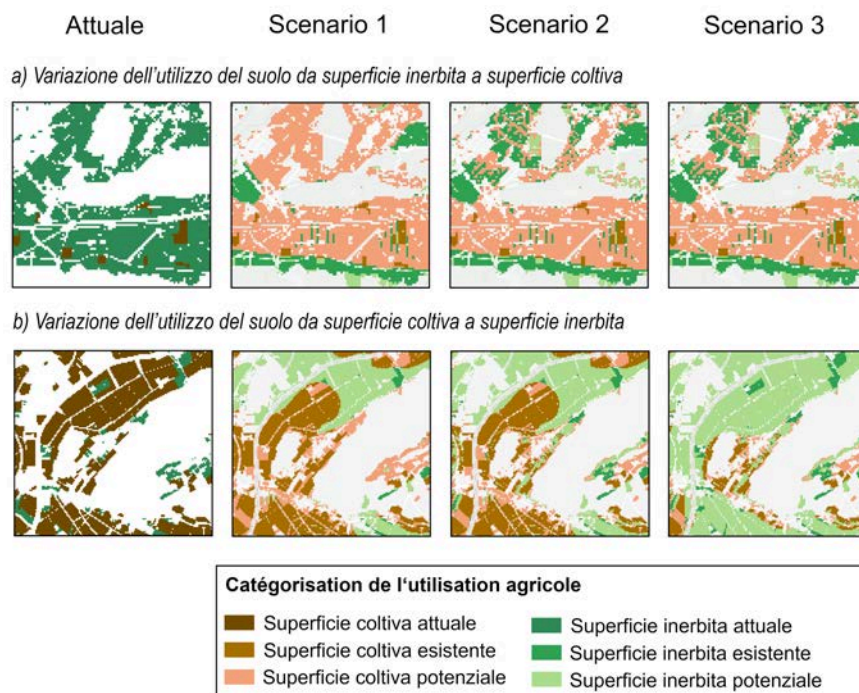 Attuale Scenario 1 Scenario 2 Scenario 3
a) Variazione dell'utilizzo del suolo da superficie inerbita a superficie coltiva
b) Variazione dell'utilizzo del suolo da superficie coltiva a superficie inerbita
Catégorisation de l'utilisation agricole
Superficie coltiva attuale
Superficie coltiva esistente
Superficie coltiva potenziale
Superficie inerbita attuale
Superficie inerbita esistente
Superficie inerbita potenziale